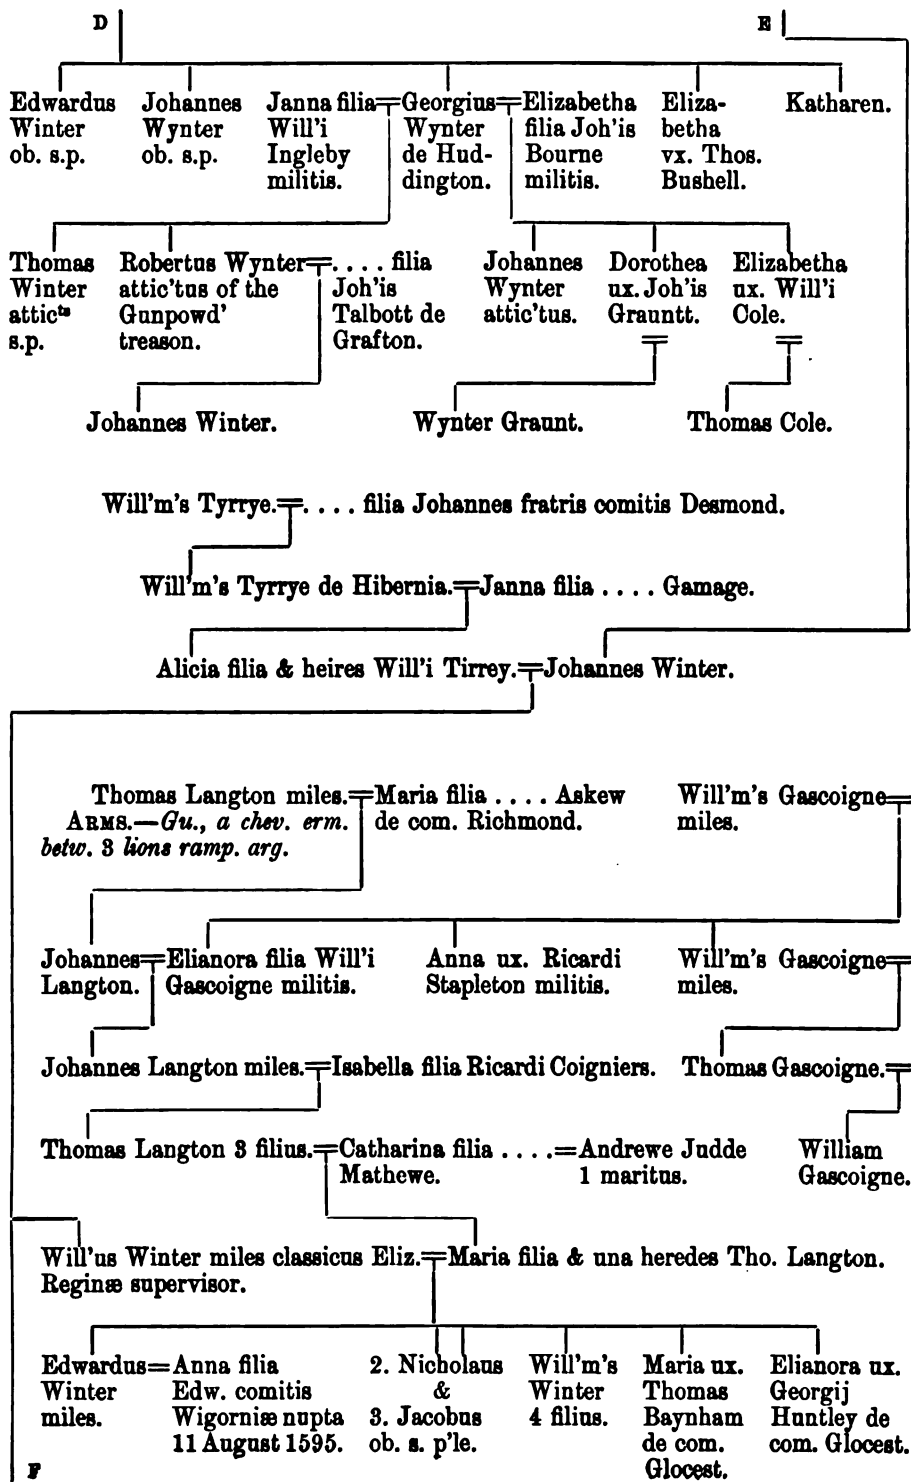 D
E
Edwardus
Winter
ob. s.p.
Johannes
Wynter
ob. s.p.
Janna filia
Will'i
Ingleby
militis.
Georgius
Wynter
de Hud-
dington.
Elizabetha
filia Joh'is
Bourne
militis.
Eliza-
betha
vx. Thos.
Bushell.
Katharen.
Thomas
Winter
attic^ts
s.p.
Robertus Wynter
attic'tus of the
Gunpowd'
treason.
. . . . filia
Joh'is
Talbott de
Grafton.
Johannes
Wynter
attic'tus.
Dorothea
ux. Joh'is
Grauntt.
Elizabetha
ux. Will'i
Cole.
Johannes Winter.
Wynter Graunt.
Thomas Cole.
Will'm's Tyrrye.
. . . . filia Johannes fratris comitis Desmond.
Will'm's Tyrrye de Hibernia.
Janna filia . . . . Gamage.
Alicia filia & heires Will'i Tirrey.
Johannes Winter.
Thomas Langton miles.
ARMS.—Gu., a chev. erm.
betw. 3 lions ramp. arg.
Maria filia . . . . Askew
de com. Richmond.
Will'm's Gascoigne
miles.
Johannes
Langton.
Elianora filia Will'i
Gascoigne militis.
Anna ux. Ricardi
Stapleton militis.
Will'm's Gascoigne
miles.
Johannes Langton miles.
Isabella filia Ricardi Coigniers.
Thomas Gascoigne.
Thomas Langton 3 filius.
Catharina filia . . . .
Mathewe.
Andrewe Judde
1 maritus.
William
Gascoigne.
Will'us Winter miles classicus Eliz.
Reginæ supervisor.
Maria filia & una heredes Tho. Langton.
Edwardus
Winter
miles.
Anna filia
Edw. comitis
Wigorniæ nupta
11 August 1595.
2. Nicholaus
&
3. Jacobus
ob. s. p'le.
Will'm's
Winter
4 filius.
Maria ux.
Thomas
Baynham
de com.
Glocest.
Elianora ux.
Georgij
Huntley de
com. Glocest.
F